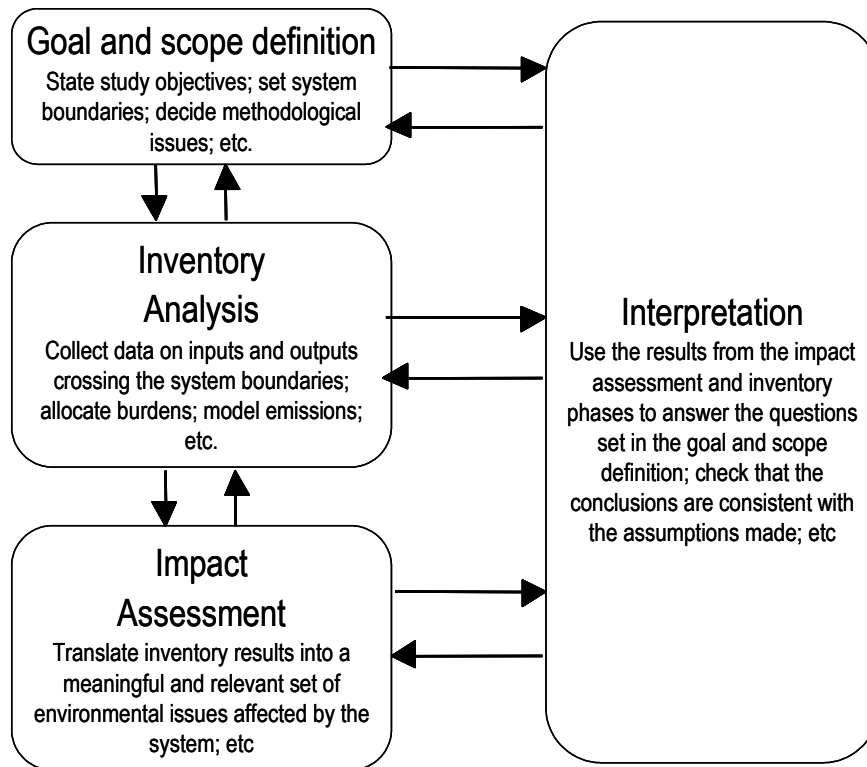 Goal and scope definition
State study objectives; set system
boundaries; decide methodological
issues; etc.
Inventory
Analysis
Collect data on inputs and outputs
crossing the system boundaries;
allocate burdens; model emissions;
etc.
Impact
Assessment
Translate inventory results into a
meaningful and relevant set of
environmental issues affected by the
system; etc
Interpretation
Use the results from the impact
assessment and inventory
phases to answer the questions
set in the goal and scope
definition; check that the
conclusions are consistent with
the assumptions made; etc